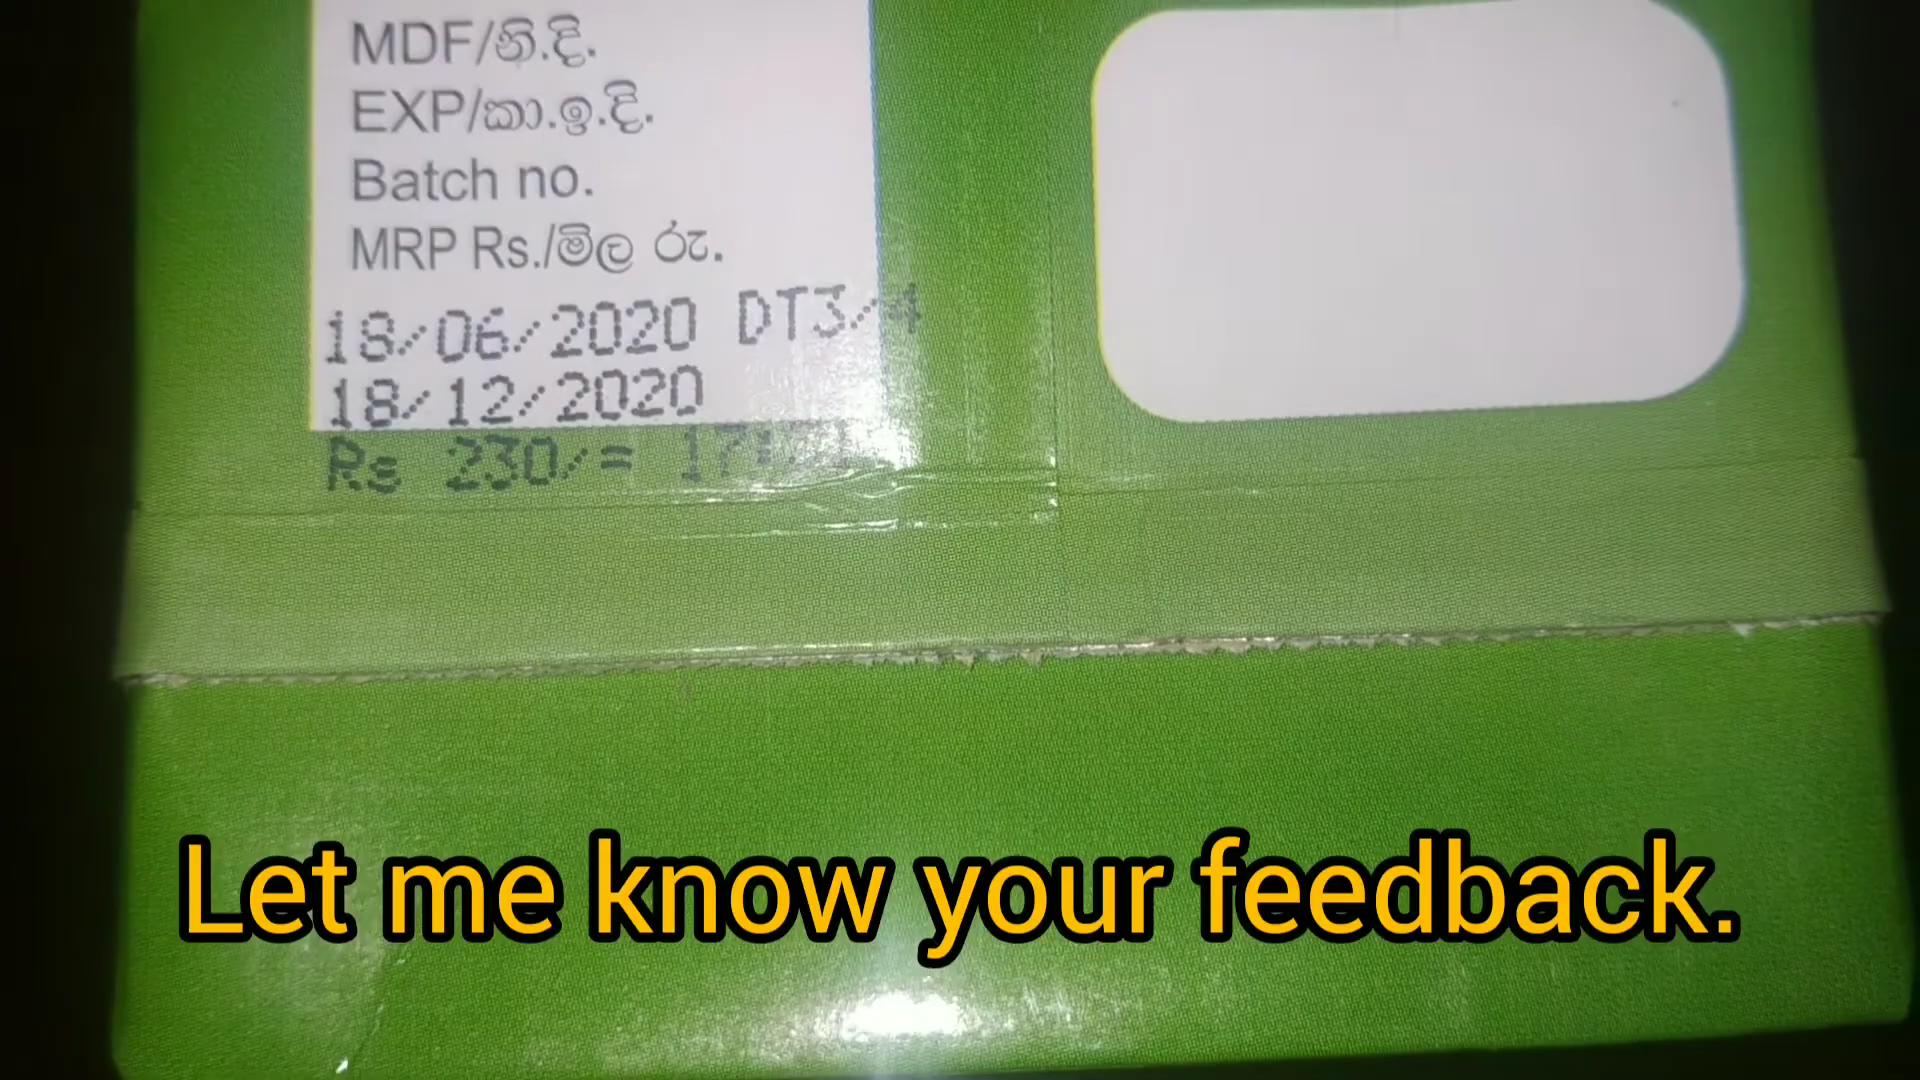 MDF/නි.දි.
EXP/කා.ඉ.දි.
Batch no.
MRP Rs./මිල රු.
18/06/2020 DT3/4
18/12/2020
Rs 230/=
Let me know your feedback.